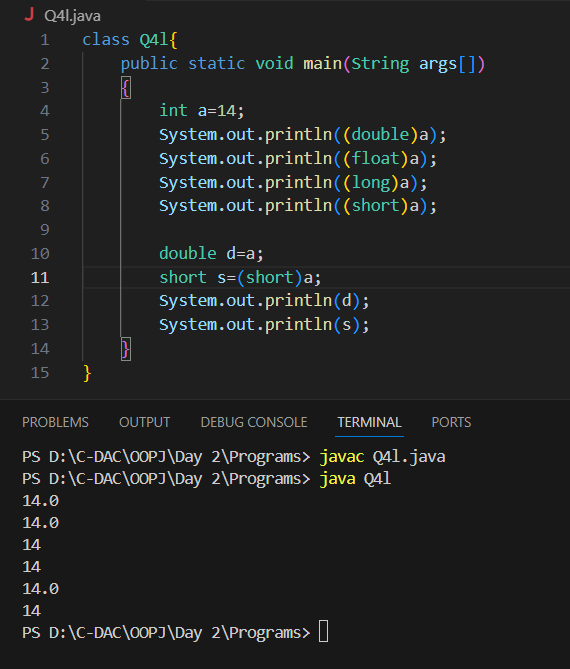 J Q4l.java
1 class Q4l{
2 public static void main(String args[])
3 {
4 int a=14;
5 System.out.println((double)a);
6 System.out.println((float)a);
7 System.out.println((long)a);
8 System.out.println((short)a);
9
10 double d=a;
11 short s=(short)a;
12 System.out.println(d);
13 System.out.println(s);
14 }
15 }
PROBLEMS OUTPUT DEBUG CONSOLE TERMINAL PORTS
PS D:\C-DAC\OOPJ\Day 2\Programs> javac Q4l.java
PS D:\C-DAC\OOPJ\Day 2\Programs> java Q4l
14.0
14.0
14
14
14.0
14
PS D:\C-DAC\OOPJ\Day 2\Programs>